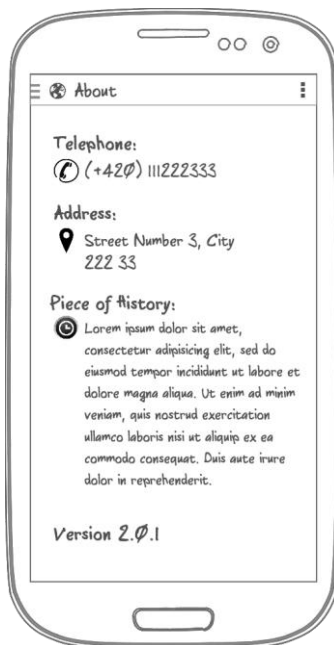 About
Telephone:
(+420) 111222333
Address:
Street Number 3, City
222 33
Piece of History:
Lorem ipsum dolor sit amet,
consectetur adipisicing elit, sed do
eiusmod tempor incididunt ut labore et
dolore magna aliqua. Ut enim ad minim
veniam, quis nostrud exercitation
ullamco laboris nisi ut aliquip ex ea
commodo consequat. Duis aute irure
dolor in reprehenderit.
Version 2.0.1